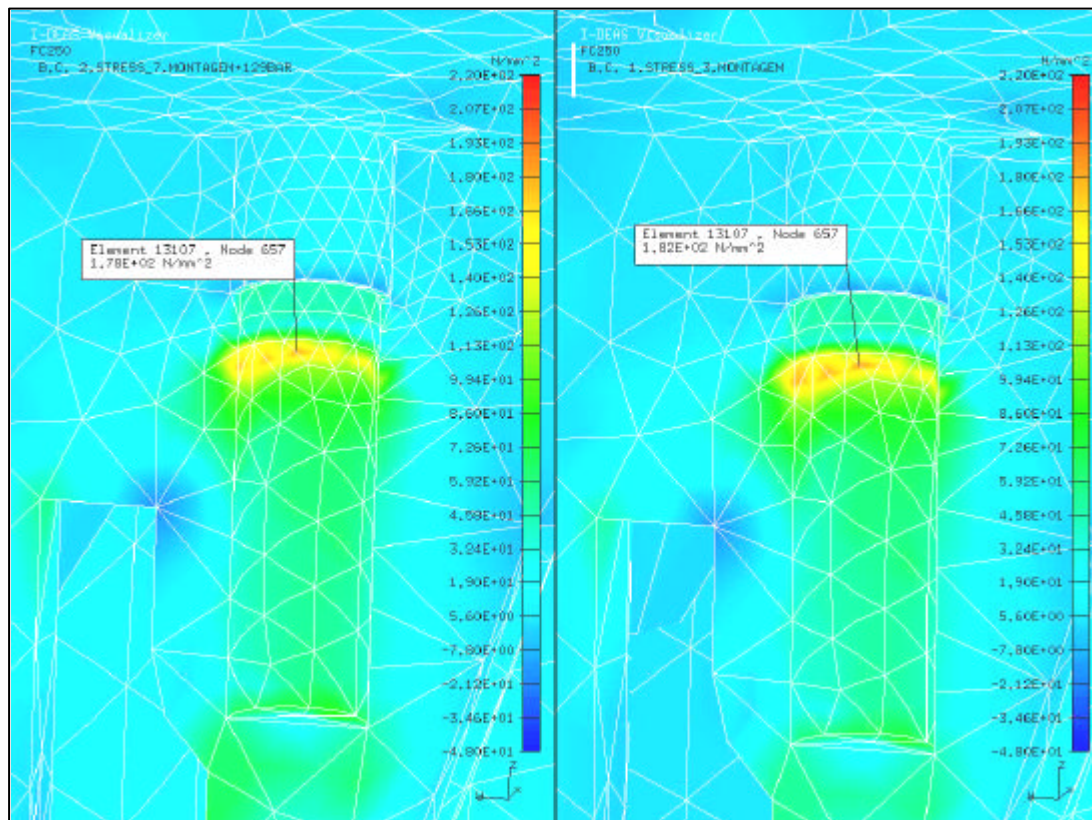 I-DEAS Visualizer
FC250
B.C. 2.STRESS_7.MONTAGEN+129BAR
N/mm^2
2.20E+02
2.07E+02
1.93E+02
1.80E+02
1.66E+02
1.53E+02
1.40E+02
1.26E+02
1.13E+02
9.94E+01
8.60E+01
7.26E+01
5.92E+01
4.58E+01
3.24E+01
1.90E+01
5.60E+00
-7.80E+00
-2.12E+01
-3.46E+01
-4.80E+01
Element 13107 , Node 657
1.78E+02 N/mm^2
I-DEAS Visualizer
FC250
B.C. 1.STRESS_3.MONTAGEN
N/mm^2
2.20E+02
2.07E+02
1.93E+02
1.80E+02
1.66E+02
1.53E+02
1.40E+02
1.26E+02
1.13E+02
9.94E+01
8.60E+01
7.26E+01
5.92E+01
4.58E+01
3.24E+01
1.90E+01
5.60E+00
-7.80E+00
-2.12E+01
-3.46E+01
-4.80E+01
Element 13107 , Node 657
1.82E+02 N/mm^2